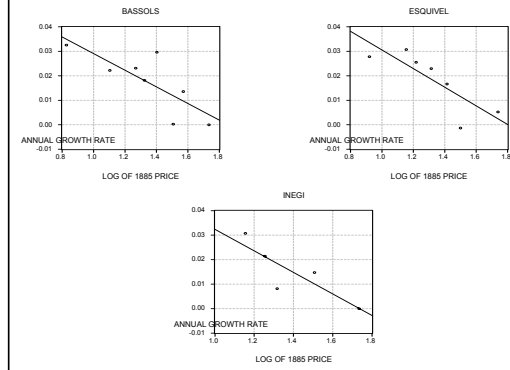 BASSOLS
0.04
0.03
0.02
0.01
0.00
ANNUAL GROWTH RATE
-0.01
0.8 1.0 1.2 1.4 1.6 1.8
LOG OF 1885 PRICE
ESQUIVEL
0.04
0.03
0.02
0.01
0.00
ANNUAL GROWTH RATE
-0.01
0.8 1.0 1.2 1.4 1.6 1.8
LOG OF 1885 PRICE
INEGI
0.04
0.03
0.02
0.01
0.00
ANNUAL GROWTH RATE
-0.01
1.0 1.2 1.4 1.6 1.8
LOG OF 1885 PRICE